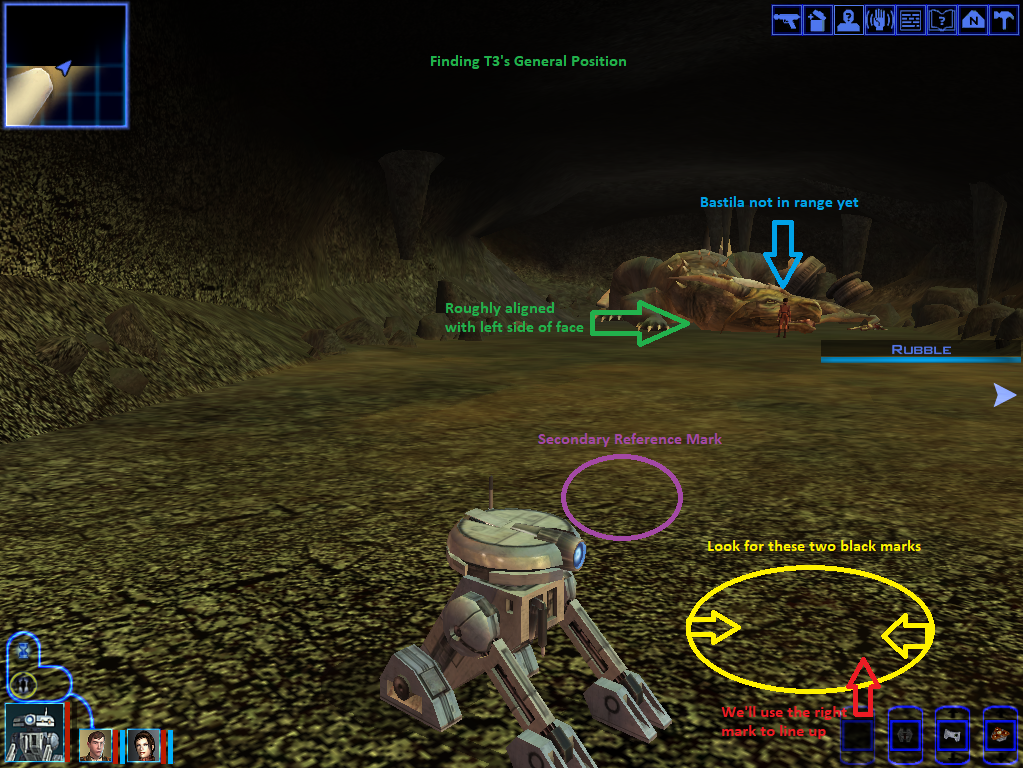 Finding T3's General Position
Bastila not in range yet
Roughly aligned
with left side of face
Rubble
Secondary Reference Mark
Look for these two black marks
We'll use the right
mark to line up
N